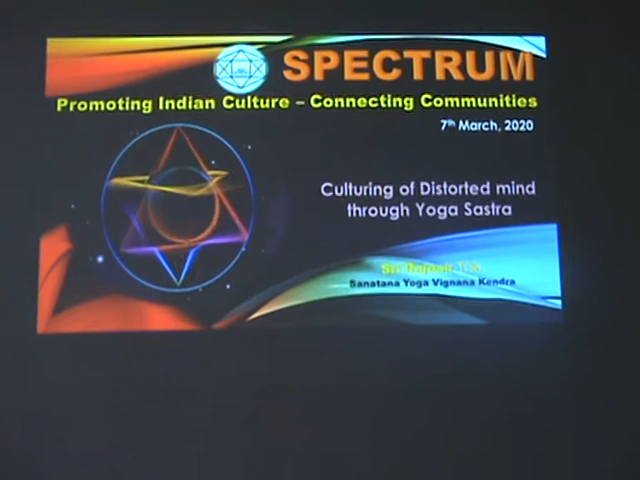 SPECTRUM
Promoting Indian Culture – Connecting Communities
7th March, 2020
Culturing of Distorted mind
through Yoga Sastra
Sri
Sanatana Yoga Vignana Kendra